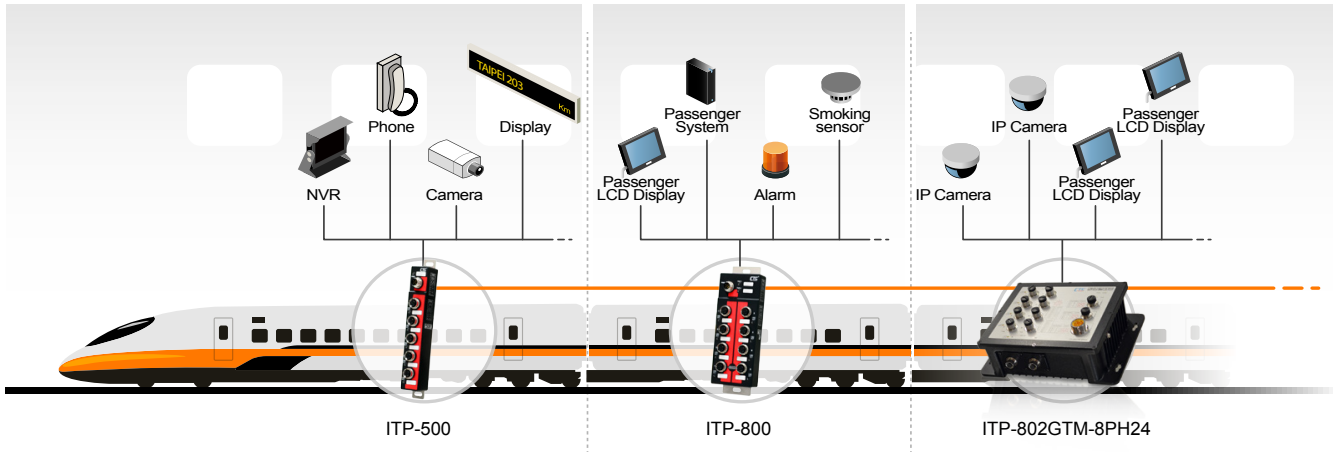 TAIPEI 203
Km
Phone
Display
NVR
Camera
Passenger
System
Smoking
sensor
Passenger
LCD Display
Alarm
IP Camera
Passenger
LCD Display
IP Camera
Passenger
LCD Display
ITP-500
ITP-800
ITP-802GTM-8PH24